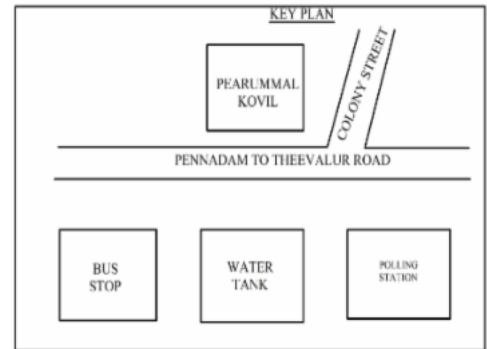 KEY PLAN
PEARUMMAL
KOVIL
COLONY STREET
PENNADAM TO THEEVALUR ROAD
BUS
STOP
WATER
TANK
POLLING
STATION